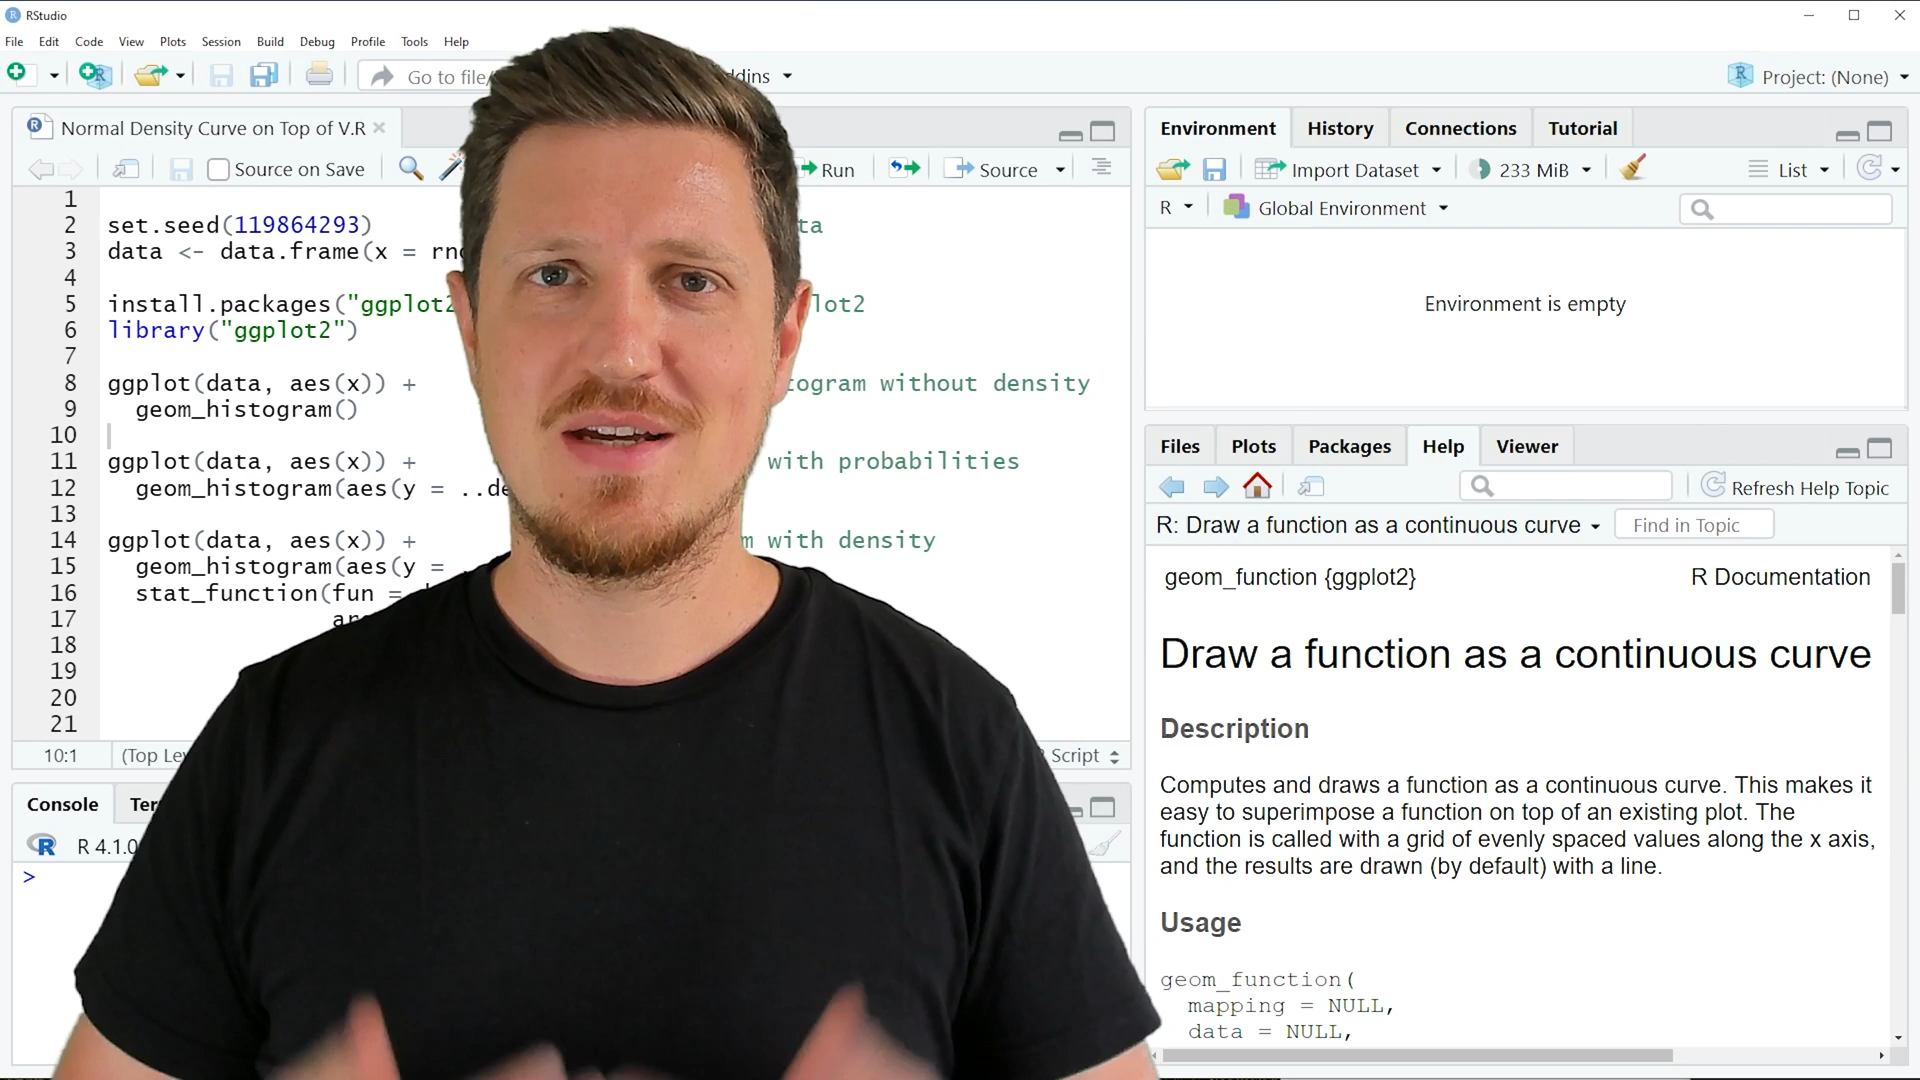 RStudio
File Edit Code View Plots Session Build Debug Profile Tools Help
Go to file/
Project: (None)
Normal Density Curve on Top of V.R
Source on Save
Run
Source
1
2 set.seed(119864293)
3 data <- data.frame(x =
4
5 install.packages("ggplot2
6 library("ggplot2")
7
8 ggplot(data, aes(x)) + without density
9 geom_histogram()
10
11 ggplot(data, aes(x)) + with probabilities
12 geom_histogram(aes(y =
13
14 ggplot(data, aes(x)) + with density
15 geom_histogram(aes(y =
16 stat_function(fun =
17
18
19
20
21
10:1
Script
Console
R 4.1.0
>
Environment History Connections Tutorial
Import Dataset
233 MiB
List
R
Global Environment
Environment is empty
Files Plots Packages Help Viewer
Refresh Help Topic
R: Draw a function as a continuous curve
Find in Topic
geom_function {ggplot2}
R Documentation
Draw a function as a continuous curve
Description
Computes and draws a function as a continuous curve. This makes it
easy to superimpose a function on top of an existing plot. The
function is called with a grid of evenly spaced values along the x axis,
and the results are drawn (by default) with a line.
Usage
geom_function(
mapping = NULL,
data = NULL,